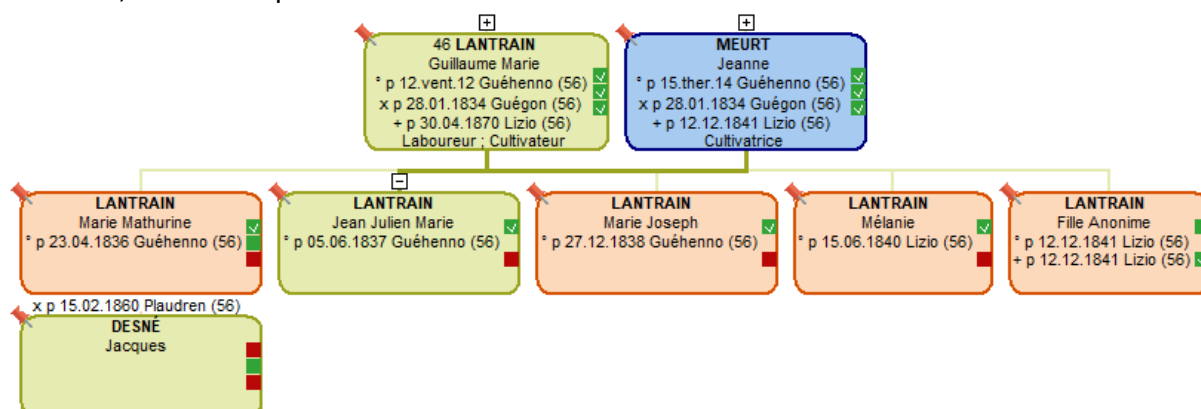 46 LANTRAIN
Guillaume Marie
° p 12.vent.12 Guéhenno (56)
x p 28.01.1834 Guégon (56)
+ p 30.04.1870 Lizio (56)
Laboureur ; Cultivateur
MEURT
Jeanne
° p 15.ther.14 Guéhenno (56)
x p 28.01.1834 Guégon (56)
+ p 12.12.1841 Lizio (56)
Cultivatrice
LANTRAIN
Marie Mathurine
° p 23.04.1836 Guéhenno (56)
LANTRAIN
Jean Julien Marie
° p 05.06.1837 Guéhenno (56)
LANTRAIN
Marie Joseph
° p 27.12.1838 Guéhenno (56)
LANTRAIN
Mélanie
° p 15.06.1840 Lizio (56)
LANTRAIN
Fille Anonime
° p 12.12.1841 Lizio (56)
+ p 12.12.1841 Lizio (56)
x p 15.02.1860 Plaudren (56)
DESNÉ
Jacques